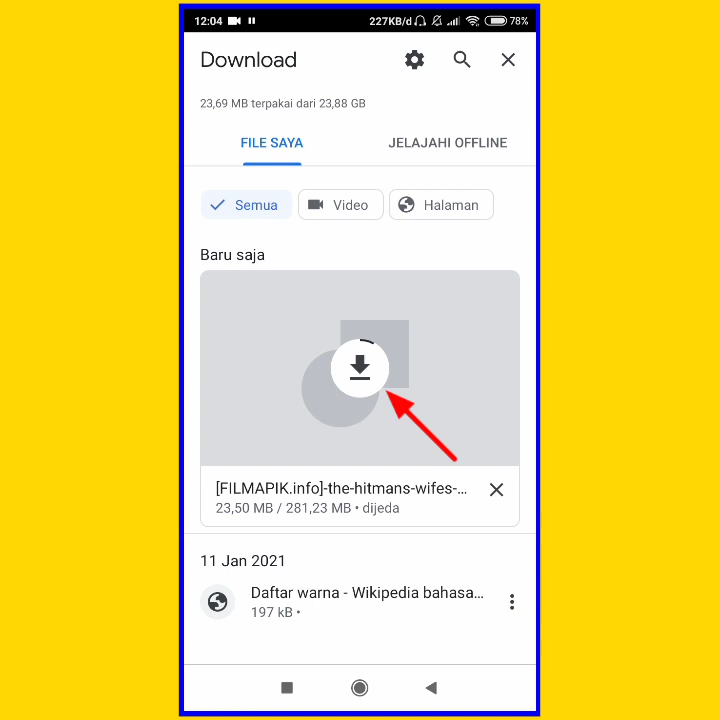 12:04 227KB/d 78%
Download
23,69 MB terpakai dari 23,88 GB
FILE SAYA JELAJAHI OFFLINE
Semua Video Halaman
Baru saja
[FILMAPIK.info]-the-hitmans-wifes-...
23,50 MB / 281,23 MB • dijeda
11 Jan 2021
Daftar warna - Wikipedia bahasa...
197 kB •